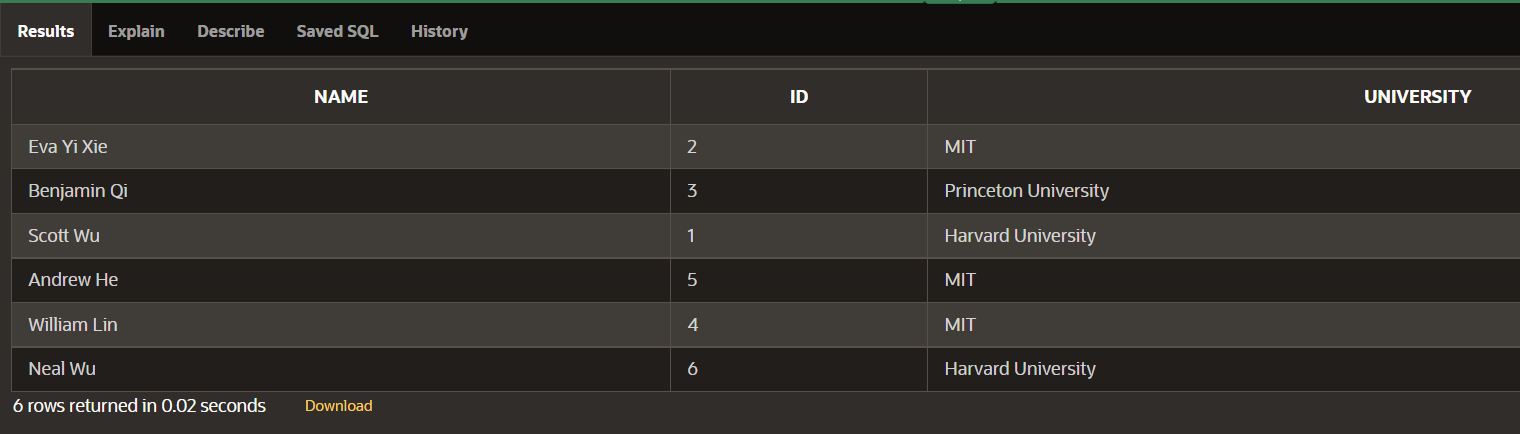 Results Explain Describe Saved SQL History
NAME ID UNIVERSITY
Eva Yi Xie 2 MIT
Benjamin Qi 3 Princeton University
Scott Wu 1 Harvard University
Andrew He 5 MIT
William Lin 4 MIT
Neal Wu 6 Harvard University
6 rows returned in 0.02 seconds Download